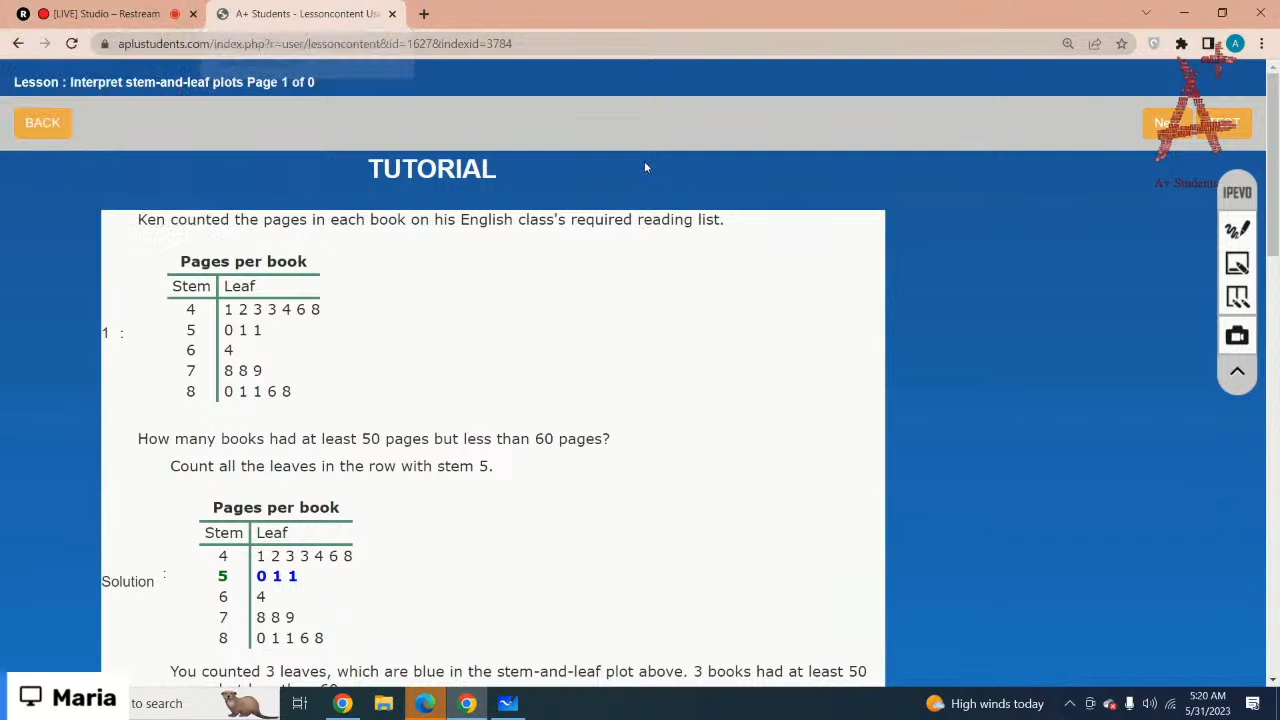 [LIVE] Studio – Restream
A+ Students - Lessoncontent Use
aplustudents.com/index.php?r=user/lessoncontent&id=1627&indexid=3784
A
Lesson : Interpret stem-and-leaf plots Page 1 of 0
BACK
TEST
A+ Students
TUTORIAL
IPEVO
Ken counted the pages in each book on his English class's required reading list.
Pages per book
Stem Leaf
4 1 2 3 3 4 6 8
5 0 1 1
1 :
6 4
7 8 8 9
8 0 1 1 6 8
How many books had at least 50 pages but less than 60 pages?
Count all the leaves in the row with stem 5.
Pages per book
Stem Leaf
4 1 2 3 3 4 6 8
5 0 1 1
Solution :
6 4
7 8 8 9
8 0 1 1 6 8
You counted 3 leaves, which are blue in the stem-and-leaf plot above. 3 books had at least 50
Maria
to search
High winds today
5:20 AM
5/31/2023